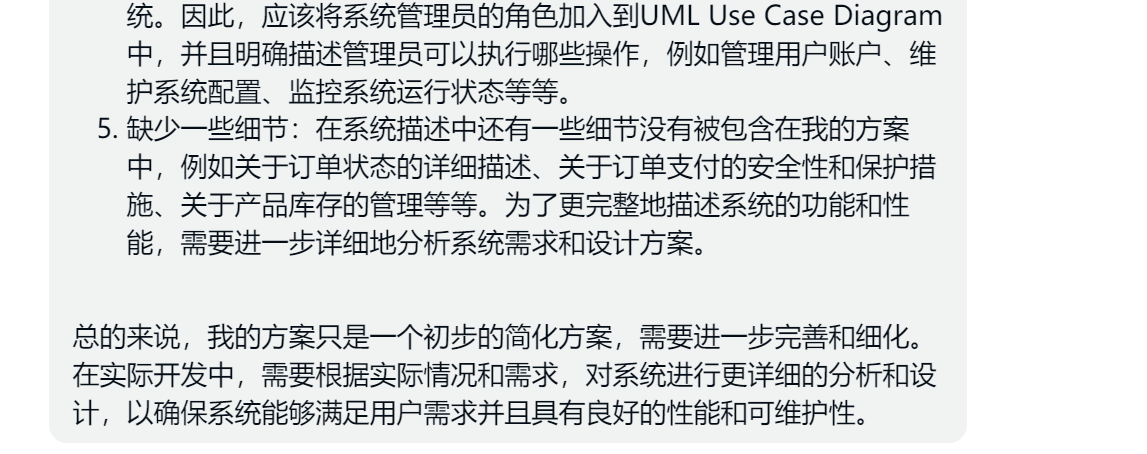 统。因此，应该将系统管理员的角色加入到UML Use Case Diagram
中，并且明确描述管理员可以执行哪些操作，例如管理用户账户、维
护系统配置、监控系统运行状态等等。
5. 缺少一些细节：在系统描述中还有一些细节没有被包含在我的方案
中，例如关于订单状态的详细描述、关于订单支付的安全性和保护措
施、关于产品库存的管理等等。为了更完整地描述系统的功能和性
能，需要进一步详细地分析系统需求和设计方案。
总的来说，我的方案只是一个初步的简化方案，需要进一步完善和细化。
在实际开发中，需要根据实际情况和需求，对系统进行更详细的分析和设
计，以确保系统能够满足用户需求并且具有良好的性能和可维护性。